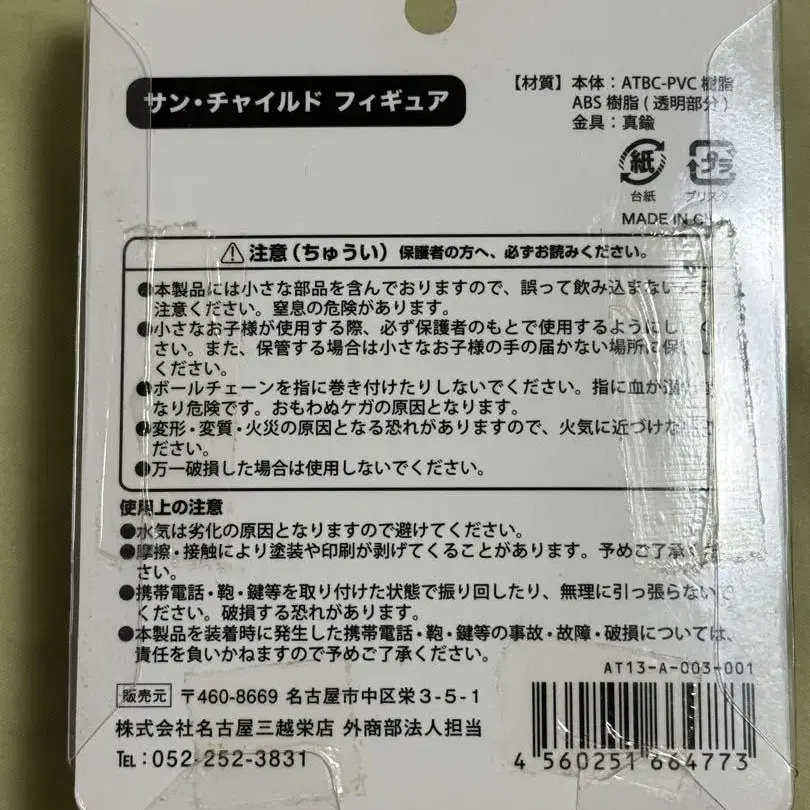 サン・チャイルド フィギュア
【材質】本体：ATBC-PVC 樹脂
ABS 樹脂 ( 透明部分 )
金具：真鍮
紙 プラ
台紙 ブリスター
MADE IN
⚠注意（ちゅうい）保護者の方へ、必ずお読みください。
●本製品には小さな部品を含んでおりますので、誤って飲み込まない
注意ください。窒息の危険があります。
●小さなお子様が使用する際、必ず保護者のもとで使用するようにし
さい。また、保管する場合は小さなお子様の手の届かない場所に保
ください。
●ボールチェーンを指に巻き付けたりしないでください。指に血が
なり危険です。おもわぬケガの原因となります。
●変形・変質・火災の原因となる恐れがありますので、火気に近づけな
ださい。
●万一破損した場合は使用しないでください。
使用上の注意
●水気は劣化の原因となりますので避けてください。
●摩擦・接触により塗装や印刷が剥げてくることがあります。予めご了承くだ
さい。
●携帯電話・鞄・鍵等を取り付けた状態で振り回したり、無理に引っ張らないで
ください。破損する恐れがあります。
●本製品を装着時に発生した携帯電話・鞄・鍵等の事故・故障・破損については、
責任を負いかねますので予めご了承ください。
AT13-A-003-001
販売元 〒460-8669 名古屋市中区栄３-５-１
株式会社名古屋三越栄店 外商部法人担当
TEL：052-252-3831
4 560251 664773